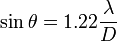 sin θ = 1.22 λ/D